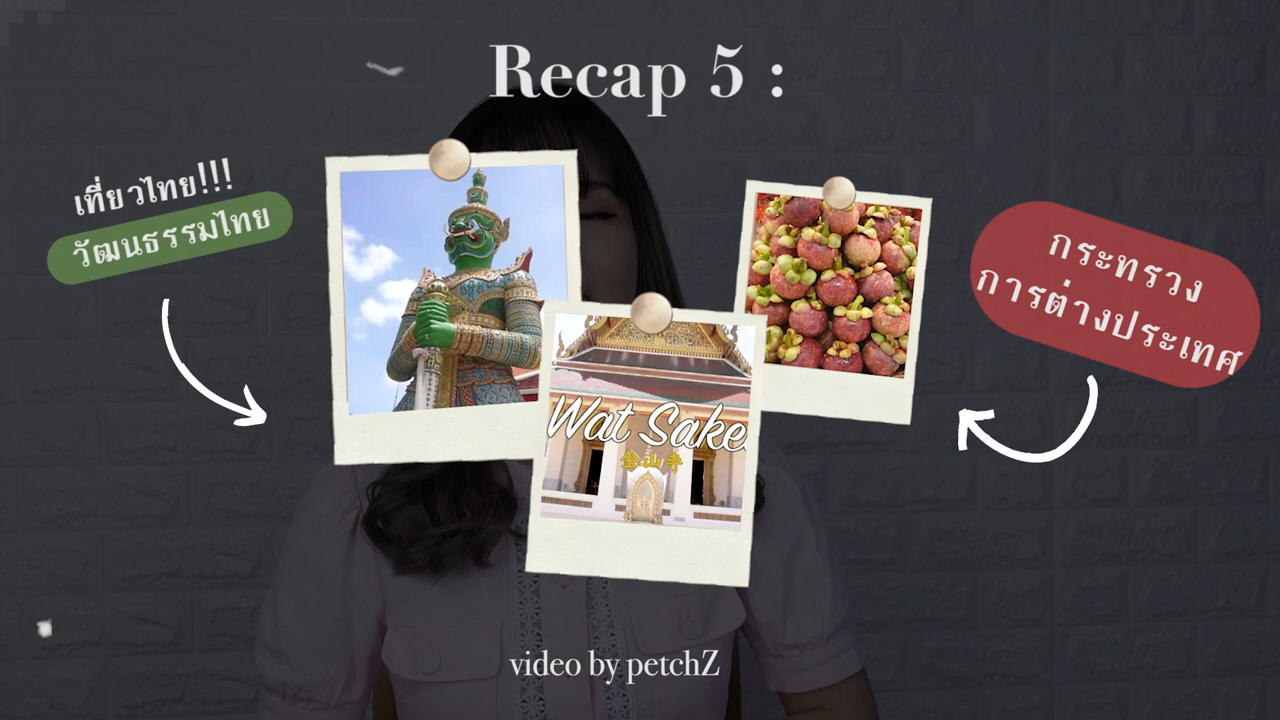 Recap 5 :
เที่ยวไทย!!!
วัฒนธรรมไทย
กระทรวง
การต่างประเทศ
Wat Sake
金山寺
video by petchZ